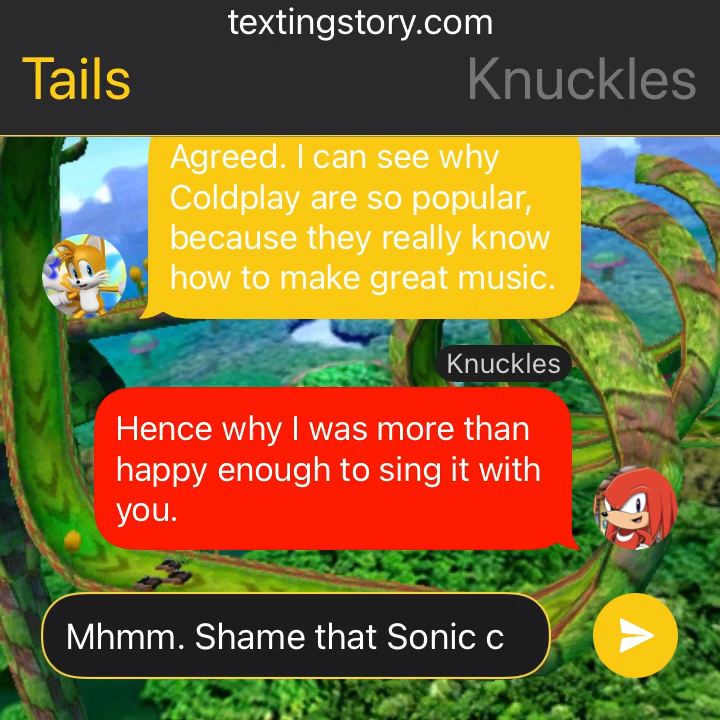 textingstory.com
Tails
Knuckles
Agreed. I can see why
Coldplay are so popular,
because they really know
how to make great music.
Knuckles
Hence why I was more than
happy enough to sing it with
you.
Mhmm. Shame that Sonic c